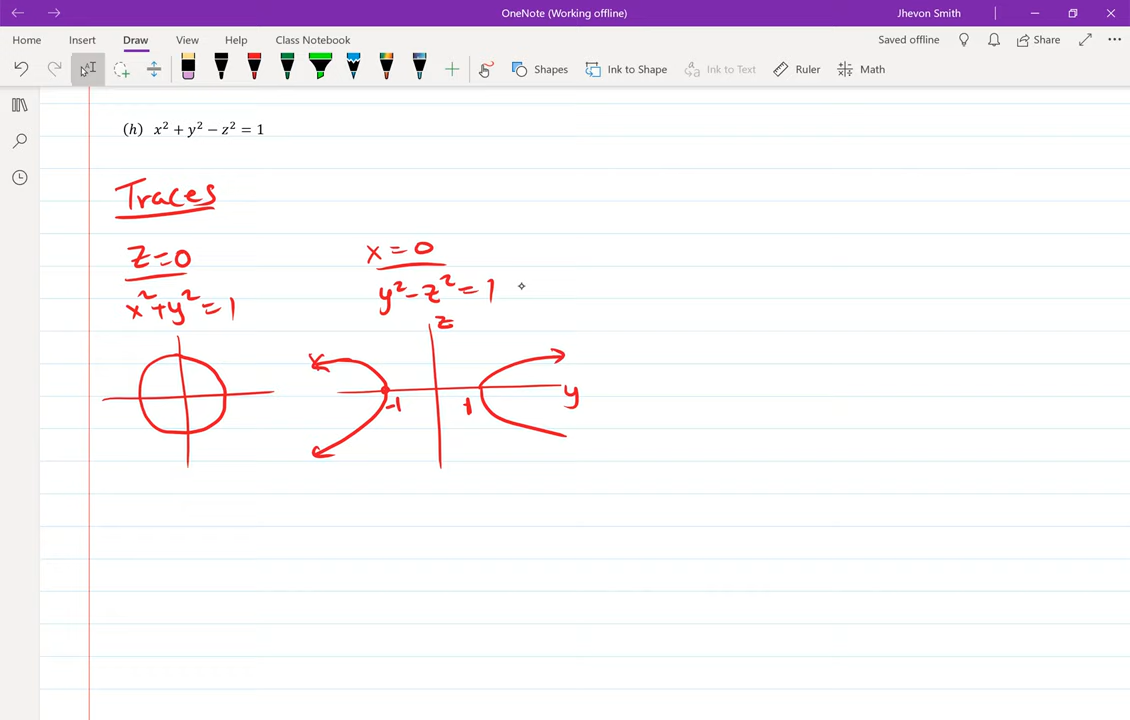 OneNote (Working offline)
Jhevon Smith
Home Insert Draw View Help Class Notebook
Saved offline
Share
Shapes
Ink to Shape
Ink to Text
Ruler
Math
(h) x² + y² − z² = 1
Traces
z=0
x²+y²=1
x=0
y²-z²=1
z
-1
1
y